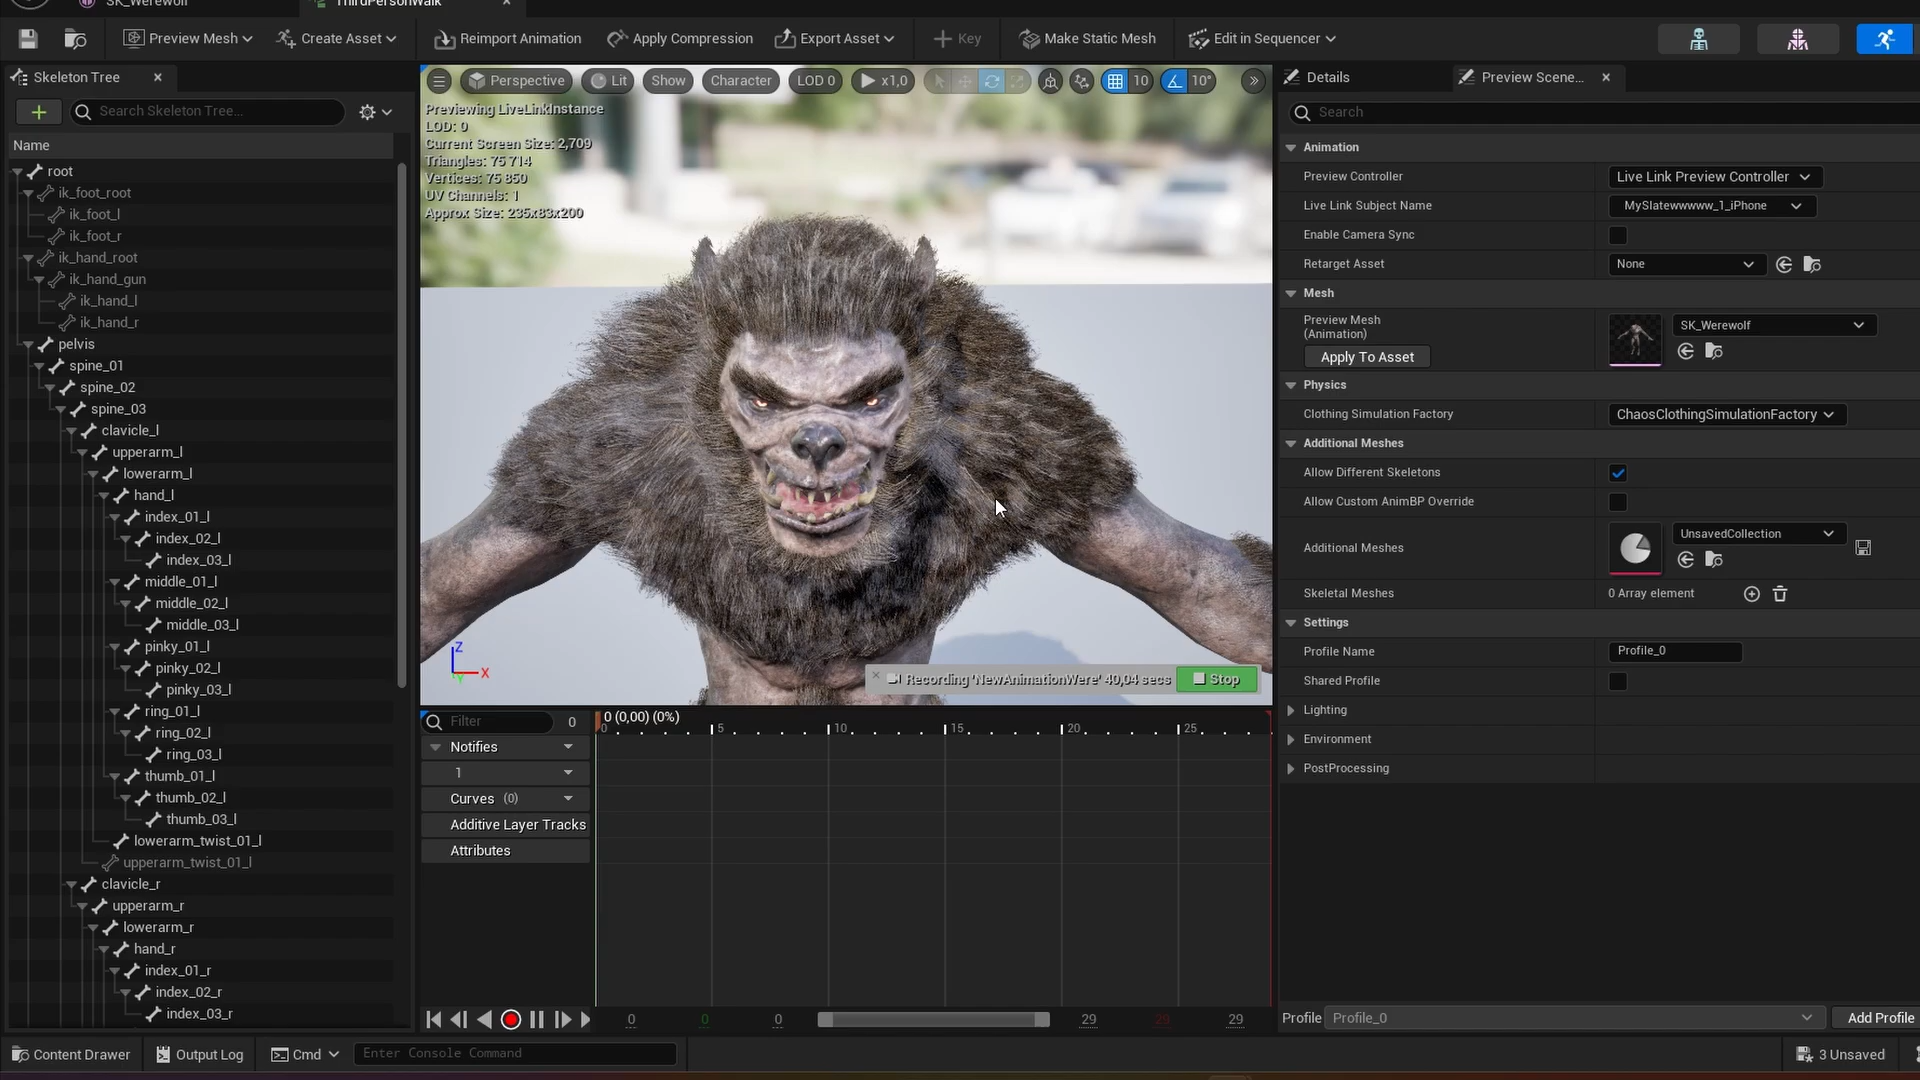 SK_Werewolf
ThirdPersonWalk
Preview Mesh
Create Asset
Reimport Animation
Apply Compression
Export Asset
Key
Make Static Mesh
Edit in Sequencer
Skeleton Tree
Search Skeleton Tree...
Name
root
ik_foot_root
ik_foot_l
ik_foot_r
ik_hand_root
ik_hand_gun
ik_hand_l
ik_hand_r
pelvis
spine_01
spine_02
spine_03
clavicle_l
upperarm_l
lowerarm_l
hand_l
index_01_l
index_02_l
index_03_l
middle_01_l
middle_02_l
middle_03_l
pinky_01_l
pinky_02_l
pinky_03_l
ring_01_l
ring_02_l
ring_03_l
thumb_01_l
thumb_02_l
thumb_03_l
lowerarm_twist_01_l
upperarm_twist_01_l
clavicle_r
upperarm_r
lowerarm_r
hand_r
index_01_r
index_02_r
index_03_r
Perspective
Lit
Show
Character
LOD 0
x1,0
10
10°
Previewing LiveLinkInstance
LOD: 0
Current Screen Size: 2,709
Triangles: 75 714
Vertices: 75 850
UV Channels: 1
Approx Size: 235x83x200
Z
X
Y
Recording 'NewAnimationWere' 40,04 secs
Stop
Filter
0
0 (0,00) (0%)
0
5
10
15
20
25
Notifies
1
Curves (0)
Additive Layer Tracks
Attributes
0
0
0
29
29
29
Details
Preview Scene...
Search
Animation
Preview Controller
Live Link Preview Controller
Live Link Subject Name
MySlatewwwww_1_iPhone
Enable Camera Sync
Retarget Asset
None
Mesh
Preview Mesh
(Animation)
Apply To Asset
SK_Werewolf
Physics
Clothing Simulation Factory
ChaosClothingSimulationFactory
Additional Meshes
Allow Different Skeletons
Allow Custom AnimBP Override
Additional Meshes
UnsavedCollection
Skeletal Meshes
0 Array element
Settings
Profile Name
Profile_0
Shared Profile
Lighting
Environment
PostProcessing
Profile
Profile_0
Add Profile
Content Drawer
Output Log
Cmd
Enter Console Command
3 Unsaved